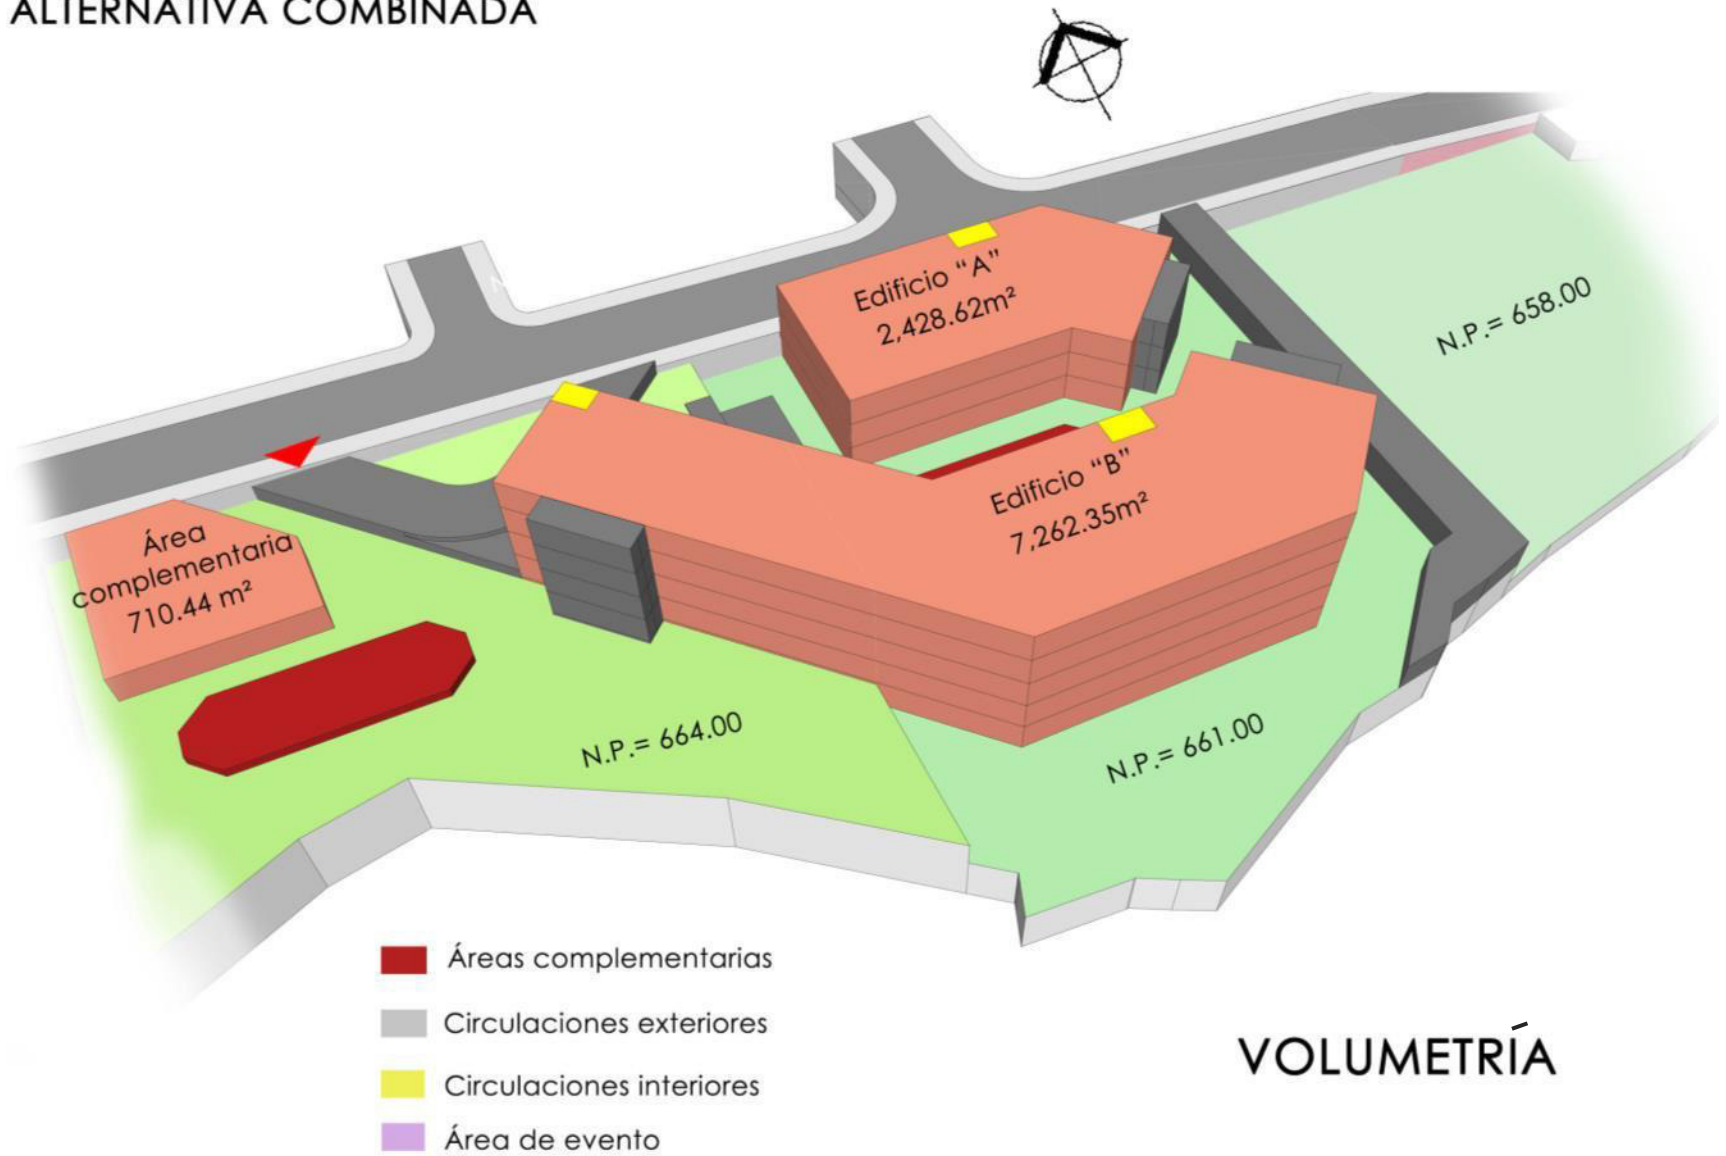 ALTERNATIVA COMBINADA
Edificio “A”
2,428.62m²
N.P.= 658.00
Edificio “B”
7,262.35m²
Área
complementaria
710.44 m²
N.P.= 664.00
N.P.= 661.00
Áreas complementarias
Circulaciones exteriores
Circulaciones interiores
Área de evento
VOLUMETRÍA